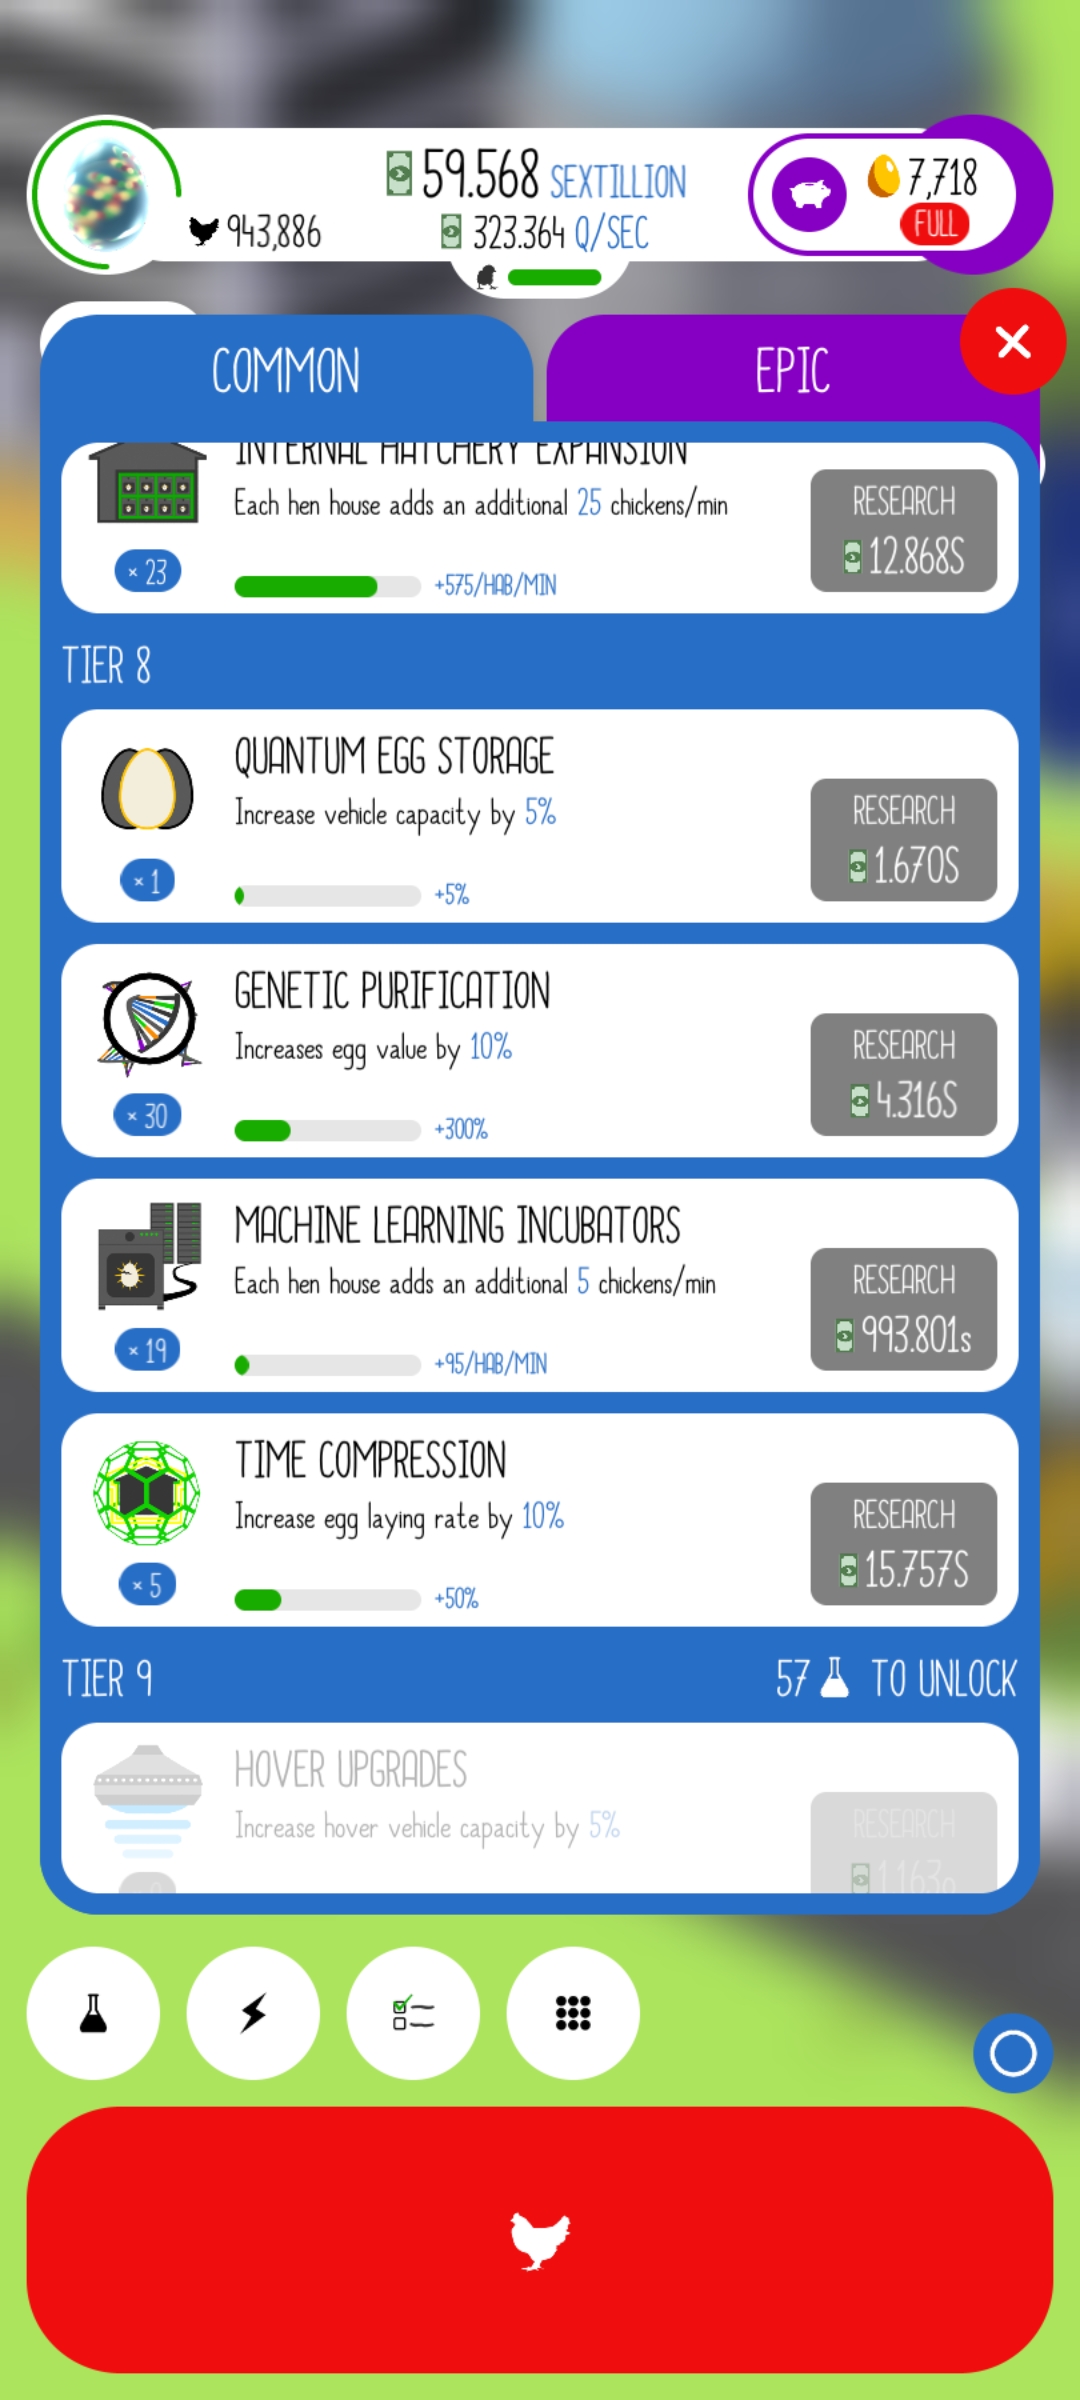 59.568 SEXTILLION
943,886
323.364 Q/SEC
7,718
FULL
COMMON
EPIC
INTERNAL HATCHERY EXPANSION
Each hen house adds an additional 25 chickens/min
RESEARCH
12.868S
× 23
+575/HAB/MIN
TIER 8
QUANTUM EGG STORAGE
Increase vehicle capacity by 5%
RESEARCH
1.670S
× 1
+5%
GENETIC PURIFICATION
Increases egg value by 10%
RESEARCH
4.316S
× 30
+300%
MACHINE LEARNING INCUBATORS
Each hen house adds an additional 5 chickens/min
RESEARCH
993.801s
× 19
+95/HAB/MIN
TIME COMPRESSION
Increase egg laying rate by 10%
RESEARCH
15.757S
× 5
+50%
TIER 9
57 TO UNLOCK
HOVER UPGRADES
Increase hover vehicle capacity by 5%
RESEARCH